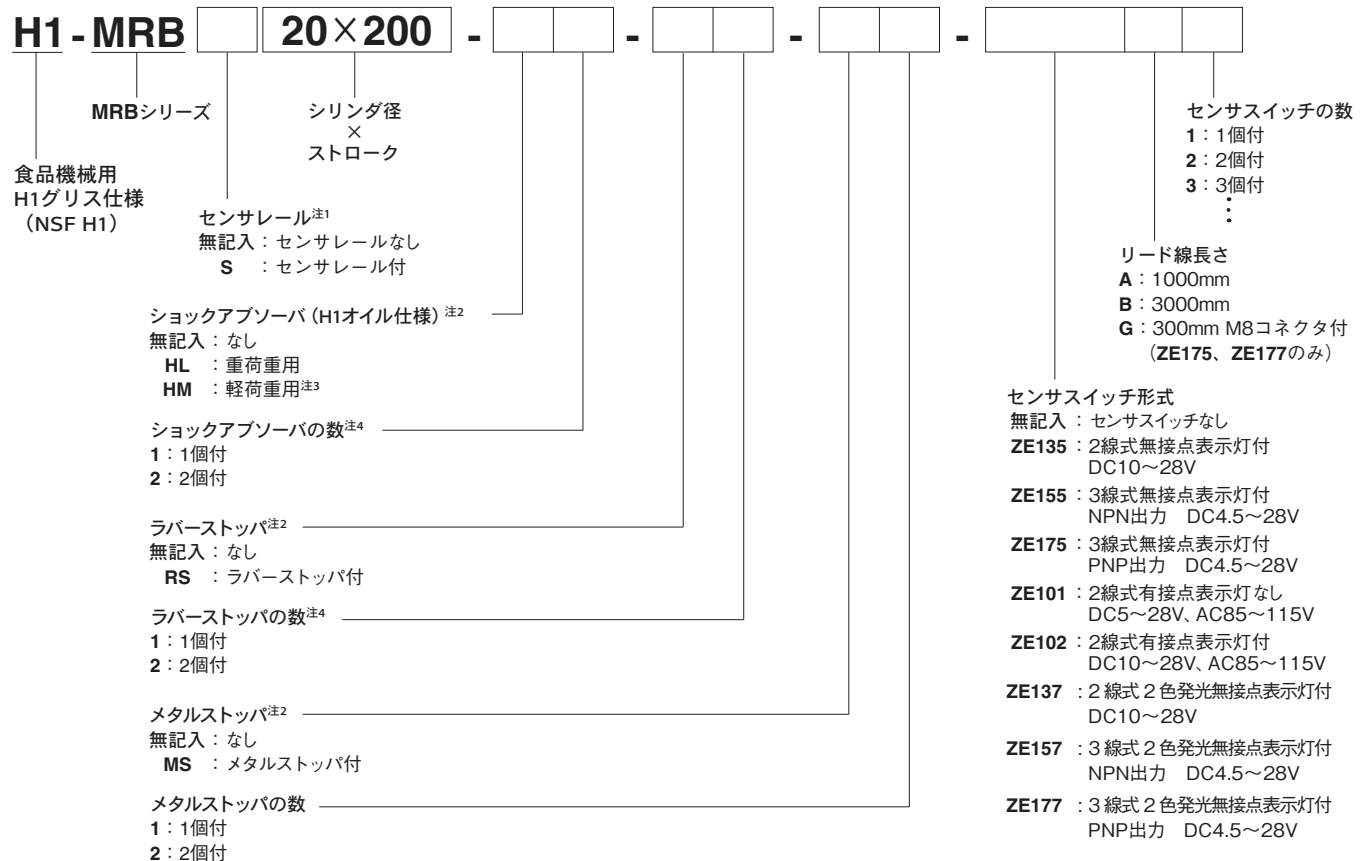 H1 - MRB 20×200 - - - -
MRBシリーズ
シリンダ径
×
ストローク
食品機械用
H1グリス仕様
（NSF H1）
センサレール注1
無記入：センサレールなし
S ：センサレール付
ショックアブソーバ（H1オイル仕様）注2
無記入：なし
HL ：重荷重用
HM ：軽荷重用注3
ショックアブソーバの数注4
1：1個付
2：2個付
ラバーストッパ注2
無記入：なし
RS ：ラバーストッパ付
ラバーストッパの数注4
1：1個付
2：2個付
メタルストッパ注2
無記入：なし
MS ：メタルストッパ付
メタルストッパの数
1：1個付
2：2個付
センサスイッチの数
1：1個付
2：2個付
3：3個付
⋮
リード線長さ
A：1000mm
B：3000mm
G：300mm M8コネクタ付
（ZE175、ZE177のみ）
センサスイッチ形式
無記入：センサスイッチなし
ZE135：2線式無接点表示灯付
DC10〜28V
ZE155：3線式無接点表示灯付
NPN出力　DC4.5〜28V
ZE175：3線式無接点表示灯付
PNP出力　DC4.5〜28V
ZE101：2線式有接点表示灯なし
DC5〜28V、AC85〜115V
ZE102：2線式有接点表示灯付
DC10〜28V、AC85〜115V
ZE137：2線式2色発光無接点表示灯付
DC10〜28V
ZE157：3線式2色発光無接点表示灯付
NPN出力　DC4.5〜28V
ZE177：3線式2色発光無接点表示灯付
PNP出力　DC4.5〜28V